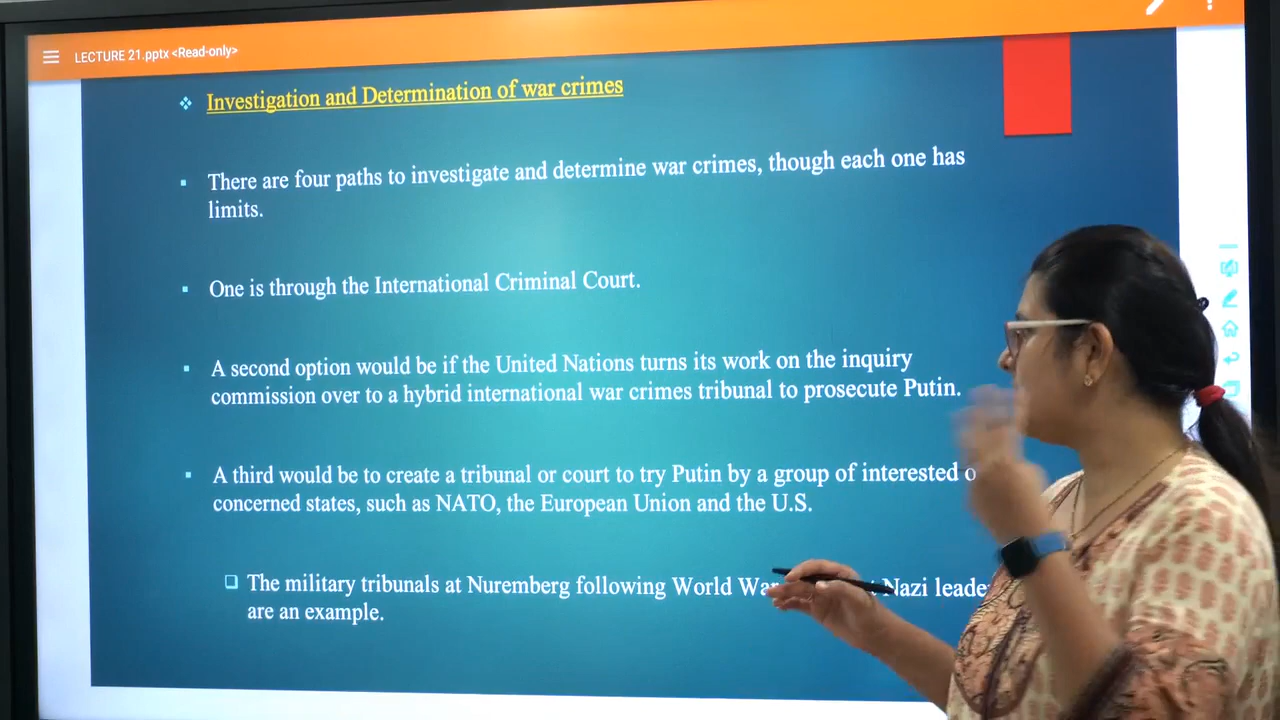 LECTURE 21.pptx <Read-only>
Investigation and Determination of war crimes
There are four paths to investigate and determine war crimes, though each one has
limits.
One is through the International Criminal Court.
A second option would be if the United Nations turns its work on the inquiry
commission over to a hybrid international war crimes tribunal to prosecute Putin.
A third would be to create a tribunal or court to try Putin by a group of interested
concerned states, such as NATO, the European Union and the U.S.
The military tribunals at Nuremberg following World Nazi
are an example.